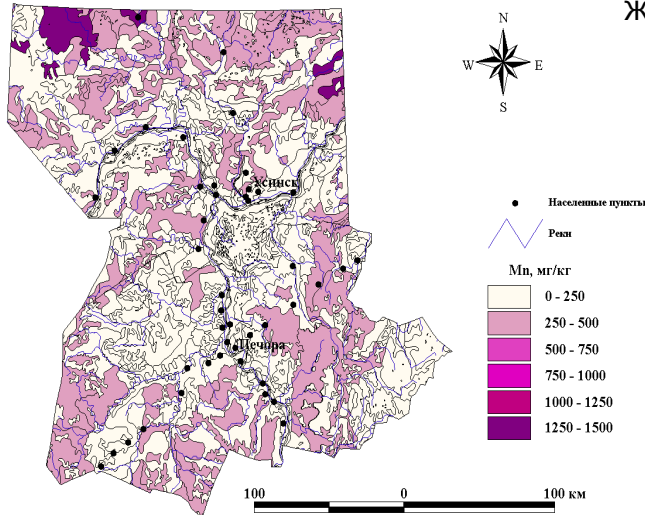 Ж
N
W E
S
Усинск
Населенные пункты
Реки
Mn, мг/кг
0 - 250
250 - 500
500 - 750
750 - 1000
1000 - 1250
1250 - 1500
Печора
100 0 100 км